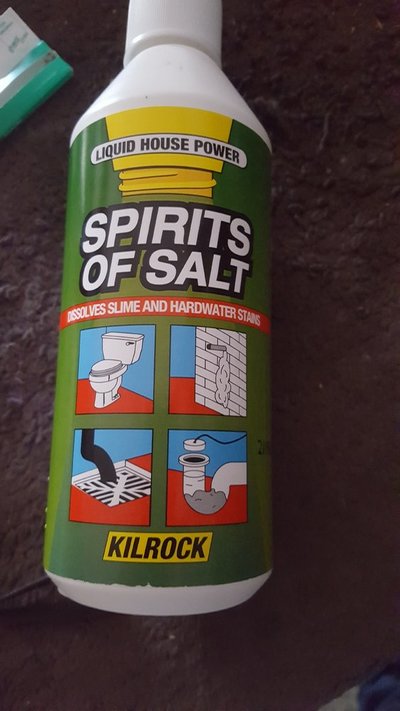 LIQUID HOUSE POWER
SPIRITS
OF SALT
DISSOLVES SLIME AND HARDWATER STAINS
KILROCK